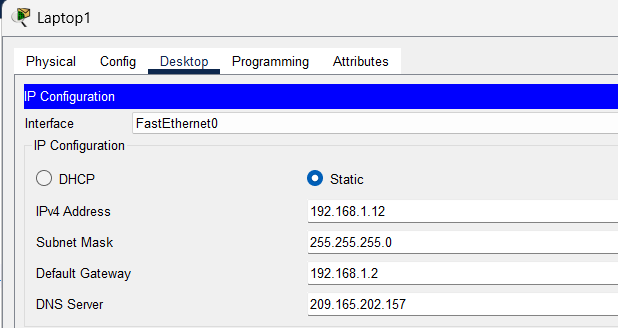 Laptop1
Physical Config Desktop Programming Attributes
IP Configuration
Interface FastEthernet0
IP Configuration
DHCP Static
IPv4 Address 192.168.1.12
Subnet Mask 255.255.255.0
Default Gateway 192.168.1.2
DNS Server 209.165.202.157